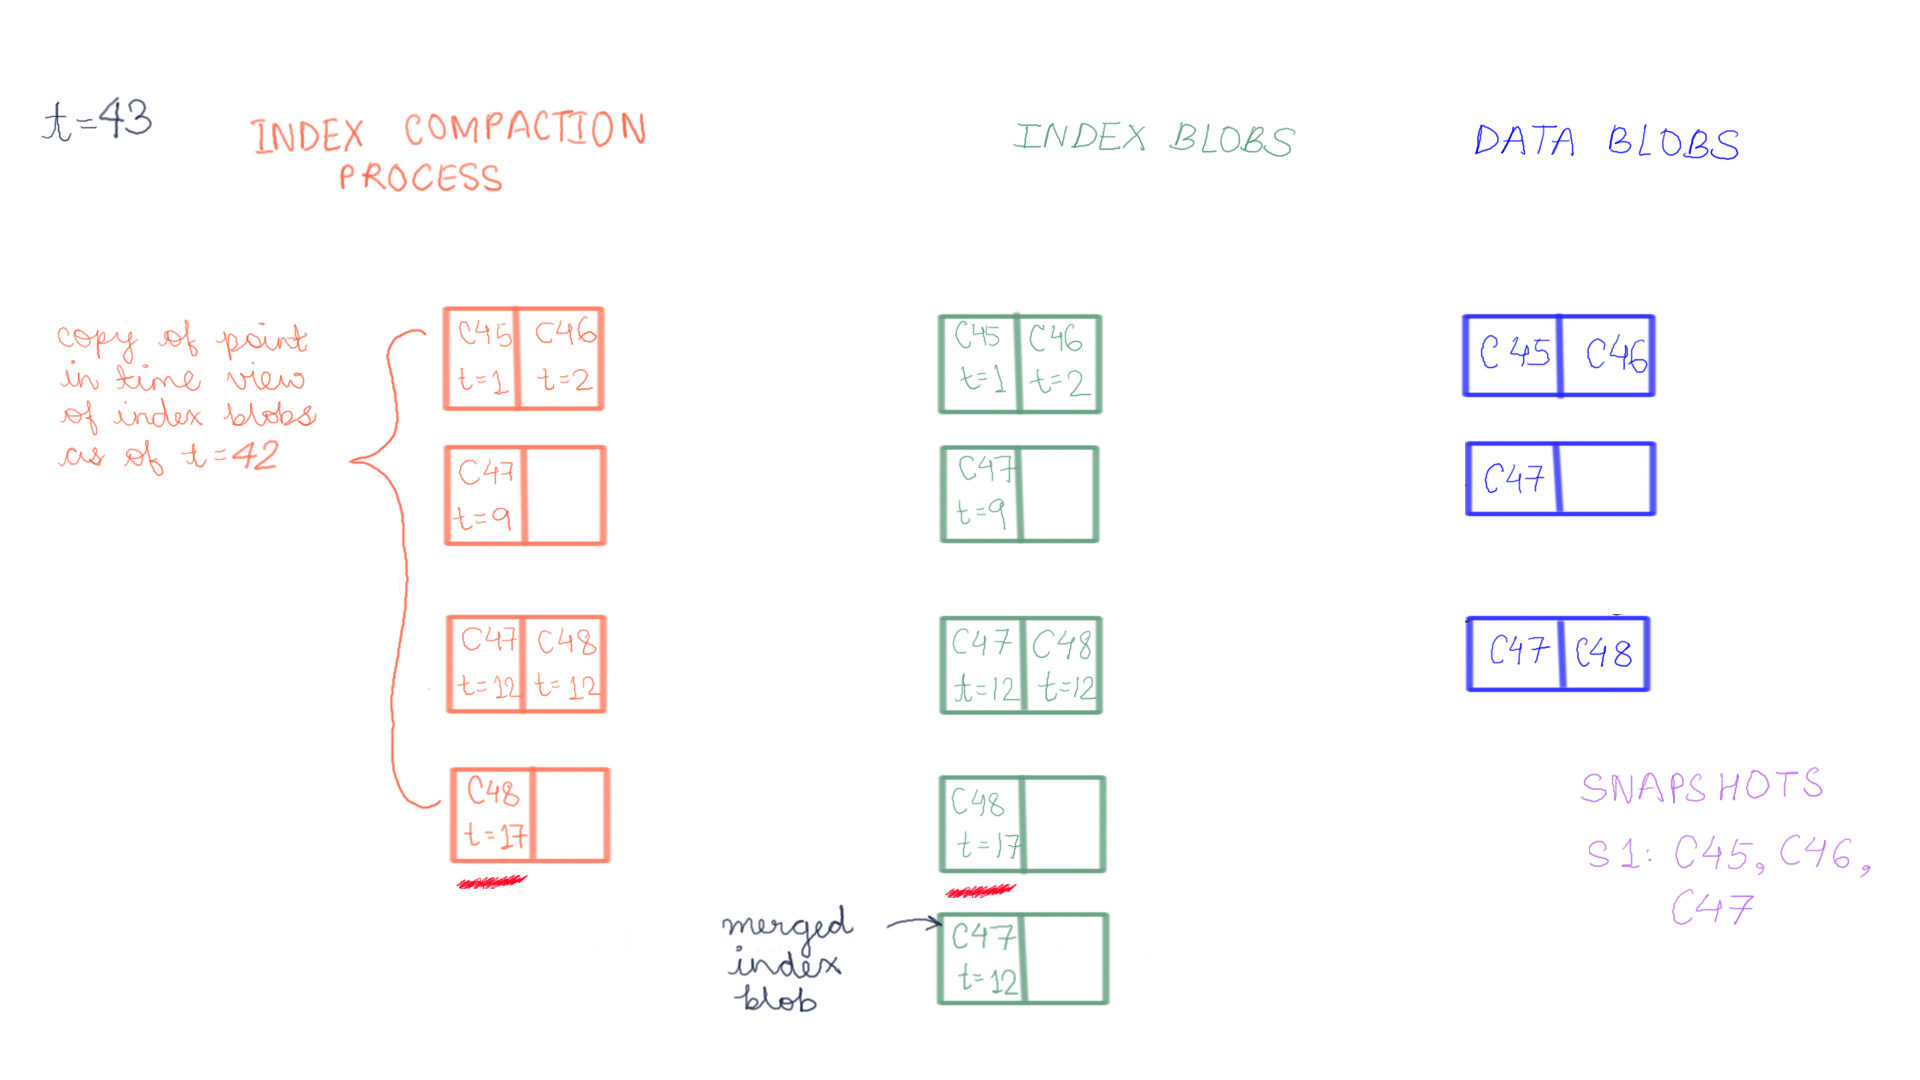 t=43
INDEX COMPACTION
PROCESS
INDEX BLOBS
DATA BLOBS
copy of point
in time view
of index blobs
as of t=42
C45 C46
t=1 t=2
C47
t=9
C47 C48
t=12 t=12
C48
t=17
C45 C46
t=1 t=2
C47
t=9
C47 C48
t=12 t=12
C48
t=17
merged
index
blob
C47
t=12
C45 C46
C47
C47 C48
SNAPSHOTS
S1: C45, C46,
C47